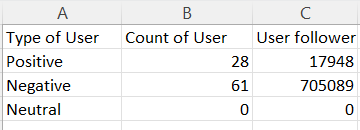 A B C
Type of User Count of User User follower
Positive 28 17948
Negative 61 705089
Neutral 0 0